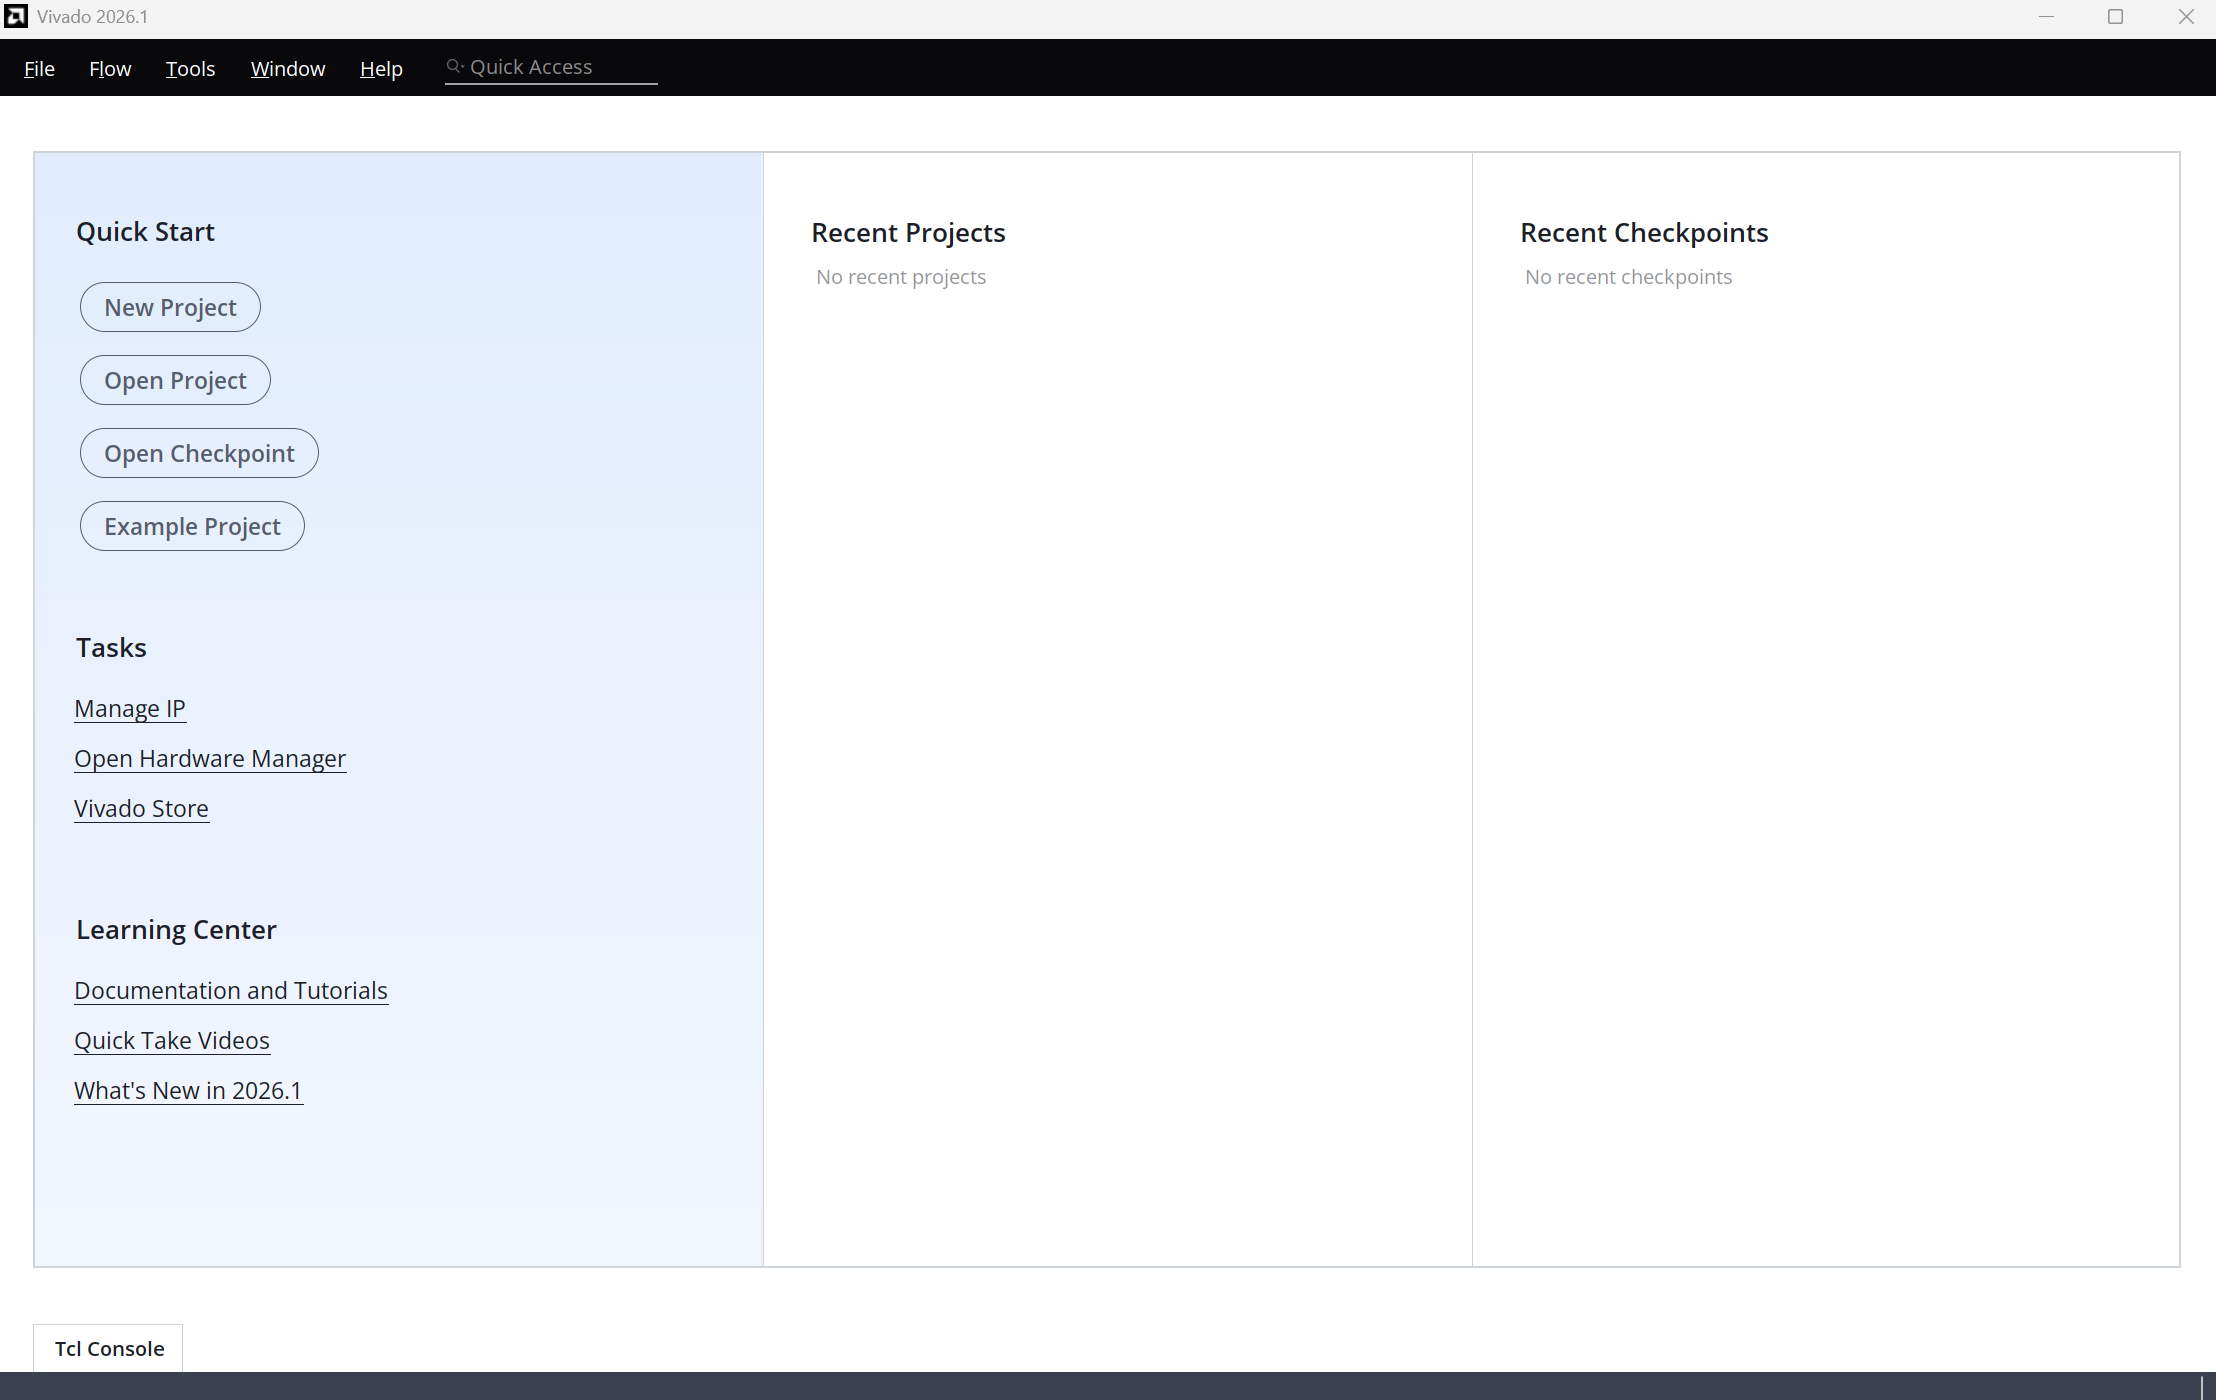 Vivado 2026.1
File Flow Tools Window Help Quick Access
Quick Start
New Project
Open Project
Open Checkpoint
Example Project
Tasks
Manage IP
Open Hardware Manager
Vivado Store
Learning Center
Documentation and Tutorials
Quick Take Videos
What's New in 2026.1
Recent Projects
No recent projects
Recent Checkpoints
No recent checkpoints
Tcl Console